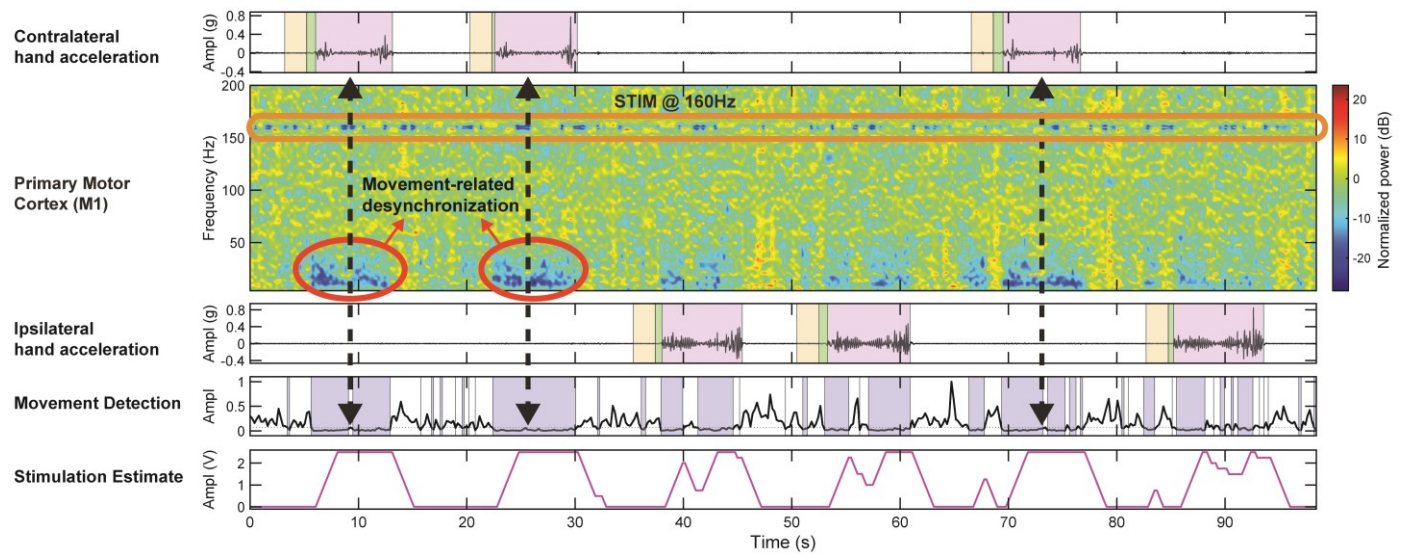 Contralateral
hand acceleration
Ampl (g)
0.8
0.4
0
-0.4
STIM @ 160Hz
Primary Motor
Cortex (M1)
Frequency (Hz)
200
150
100
50
Movement-related
desynchronization
20
10
0
-10
-20
Normalized power (dB)
Ipsilateral
hand acceleration
Ampl (g)
0.8
0.4
0
-0.4
Movement Detection
Ampl
1
0.5
0
Stimulation Estimate
Ampl (V)
2
1
0
0 10 20 30 40 50 60 70 80 90
Time (s)